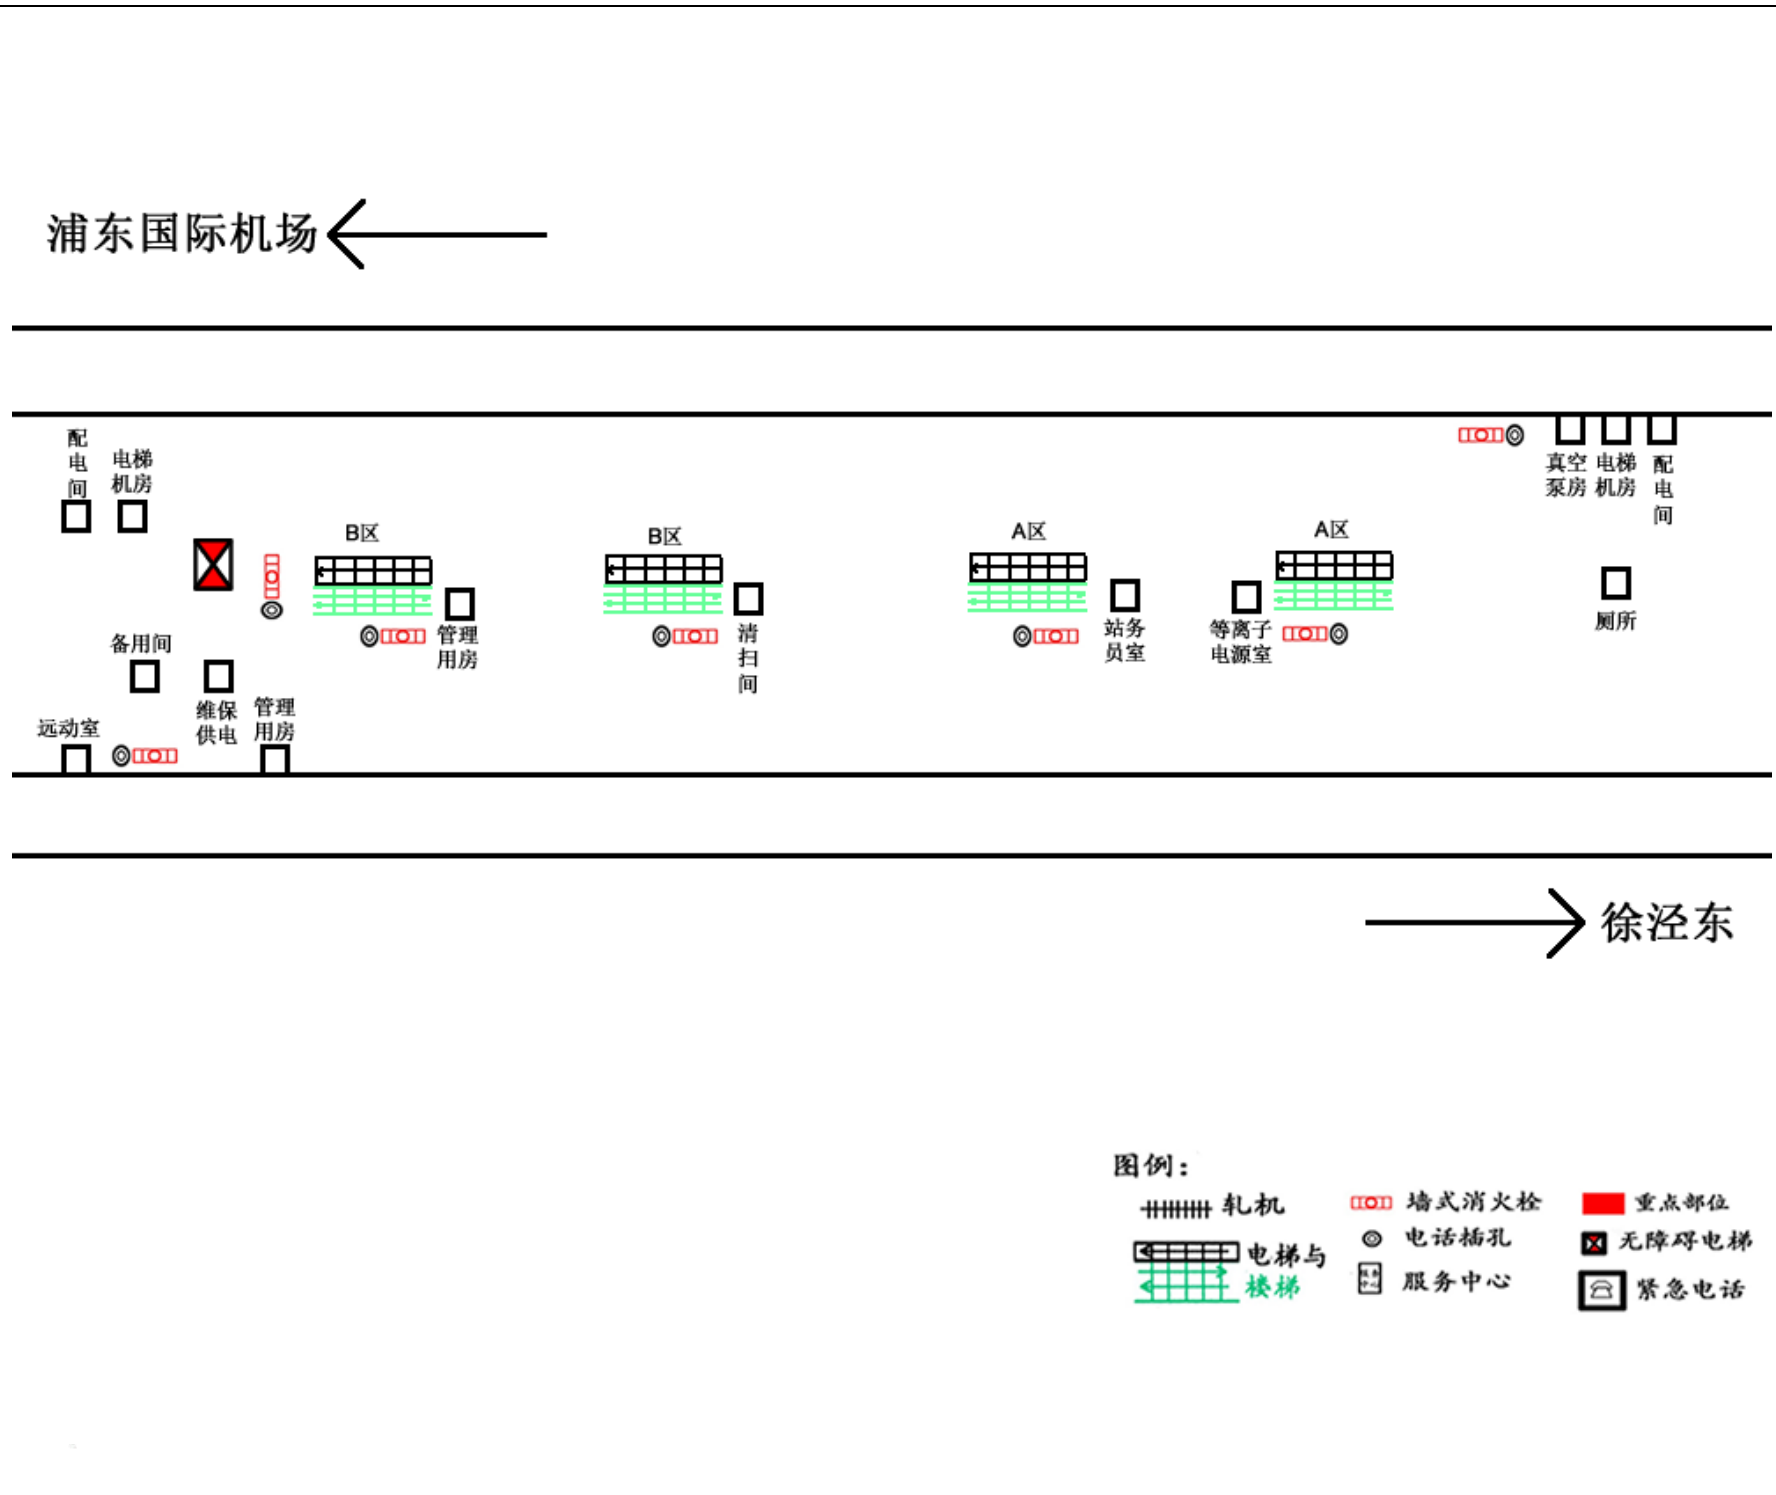 浦东国际机场
配
电
间
电梯
机房
真空
泵房
电梯
机房
配
电
间
B区
B区
A区
A区
厕所
备用间
管理
用房
清
扫
间
站务
员室
等离子
电源室
远动室
维保
供电
管理
用房
徐泾东
图例：
轧机
墙式消火栓
重点部位
电话插孔
无障碍电梯
电梯与
楼梯
服务
中心
服务中心
紧急电话